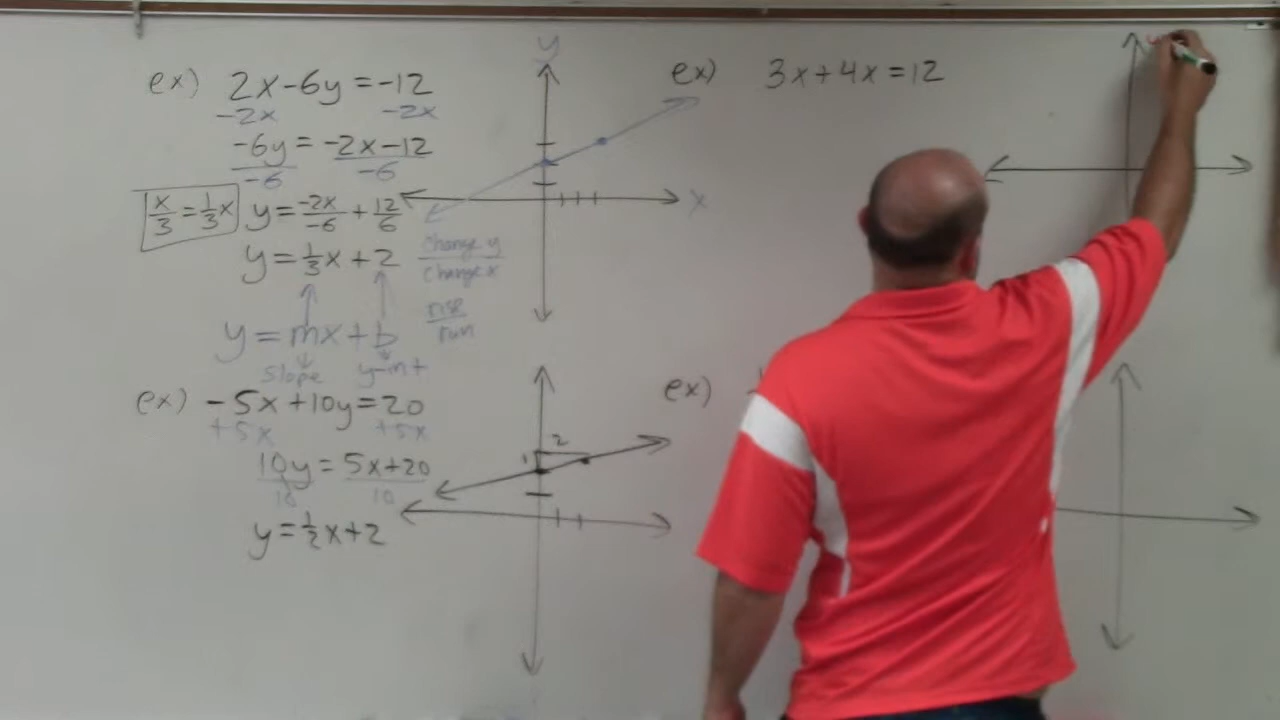 ex) 2x-6y=-12
-2x -2x
-6y = -2x-12
-6 -6
x/3 = 1/3x y = -2x/-6 + 12/6
y = 1/3x + 2
y = mx + b
slope y-int
change y
change x
rise
run
y
x
ex) -5x+10y=20
+5x +5x
10y = 5x+20
10 10
y = 1/2x+2
1
2
ex) 3x+4x=12
ex)